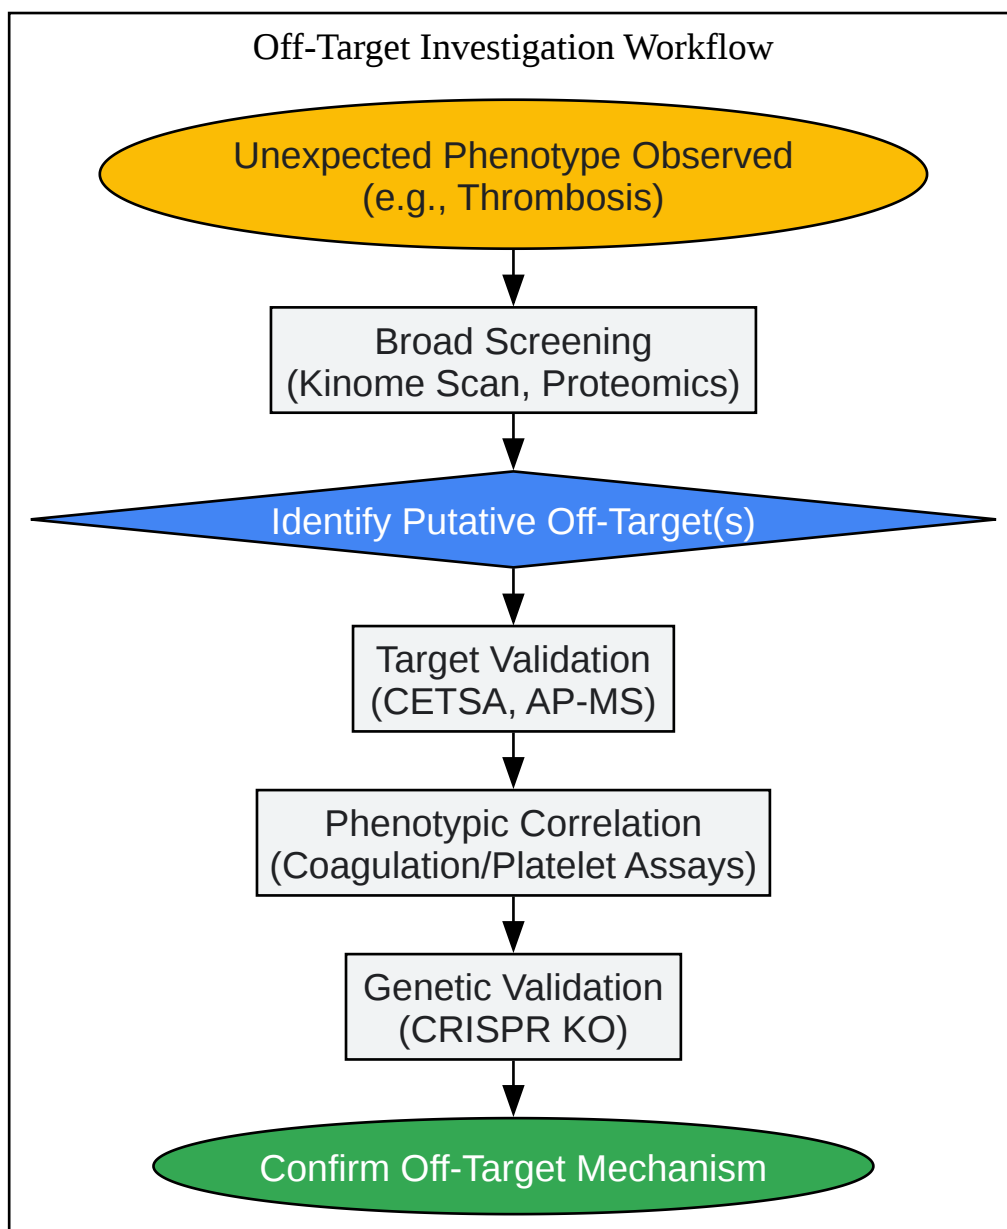 Off-Target Investigation Workflow
Unexpected Phenotype Observed
(e.g., Thrombosis)
Broad Screening
(Kinome Scan, Proteomics)
Identify Putative Off-Target(s)
Target Validation
(CETSA, AP-MS)
Phenotypic Correlation
(Coagulation/Platelet Assays)
Genetic Validation
(CRISPR KO)
Confirm Off-Target Mechanism